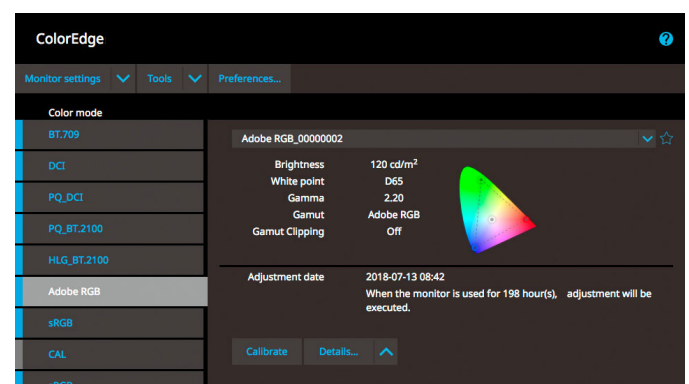 ColorEdge
?
Monitor settings Tools Preferences...
Color mode
BT.709
DCI
PQ_DCI
PQ_BT.2100
HLG_BT.2100
Adobe RGB
sRGB
CAL
Adobe RGB_00000002
Brightness 120 cd/m²
White point D65
Gamma 2.20
Gamut Adobe RGB
Gamut Clipping Off
Adjustment date 2018-07-13 08:42
When the monitor is used for 198 hour(s), adjustment will be
executed.
Calibrate Details...